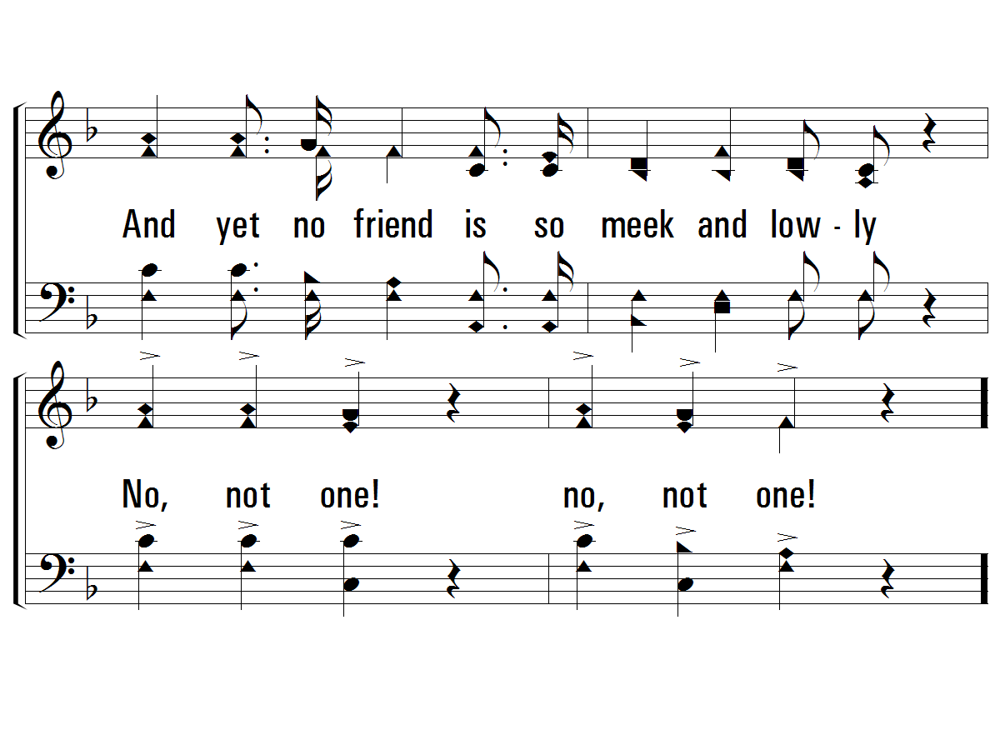 And yet no friend is so meek and low - ly
No, not one! no, not one!